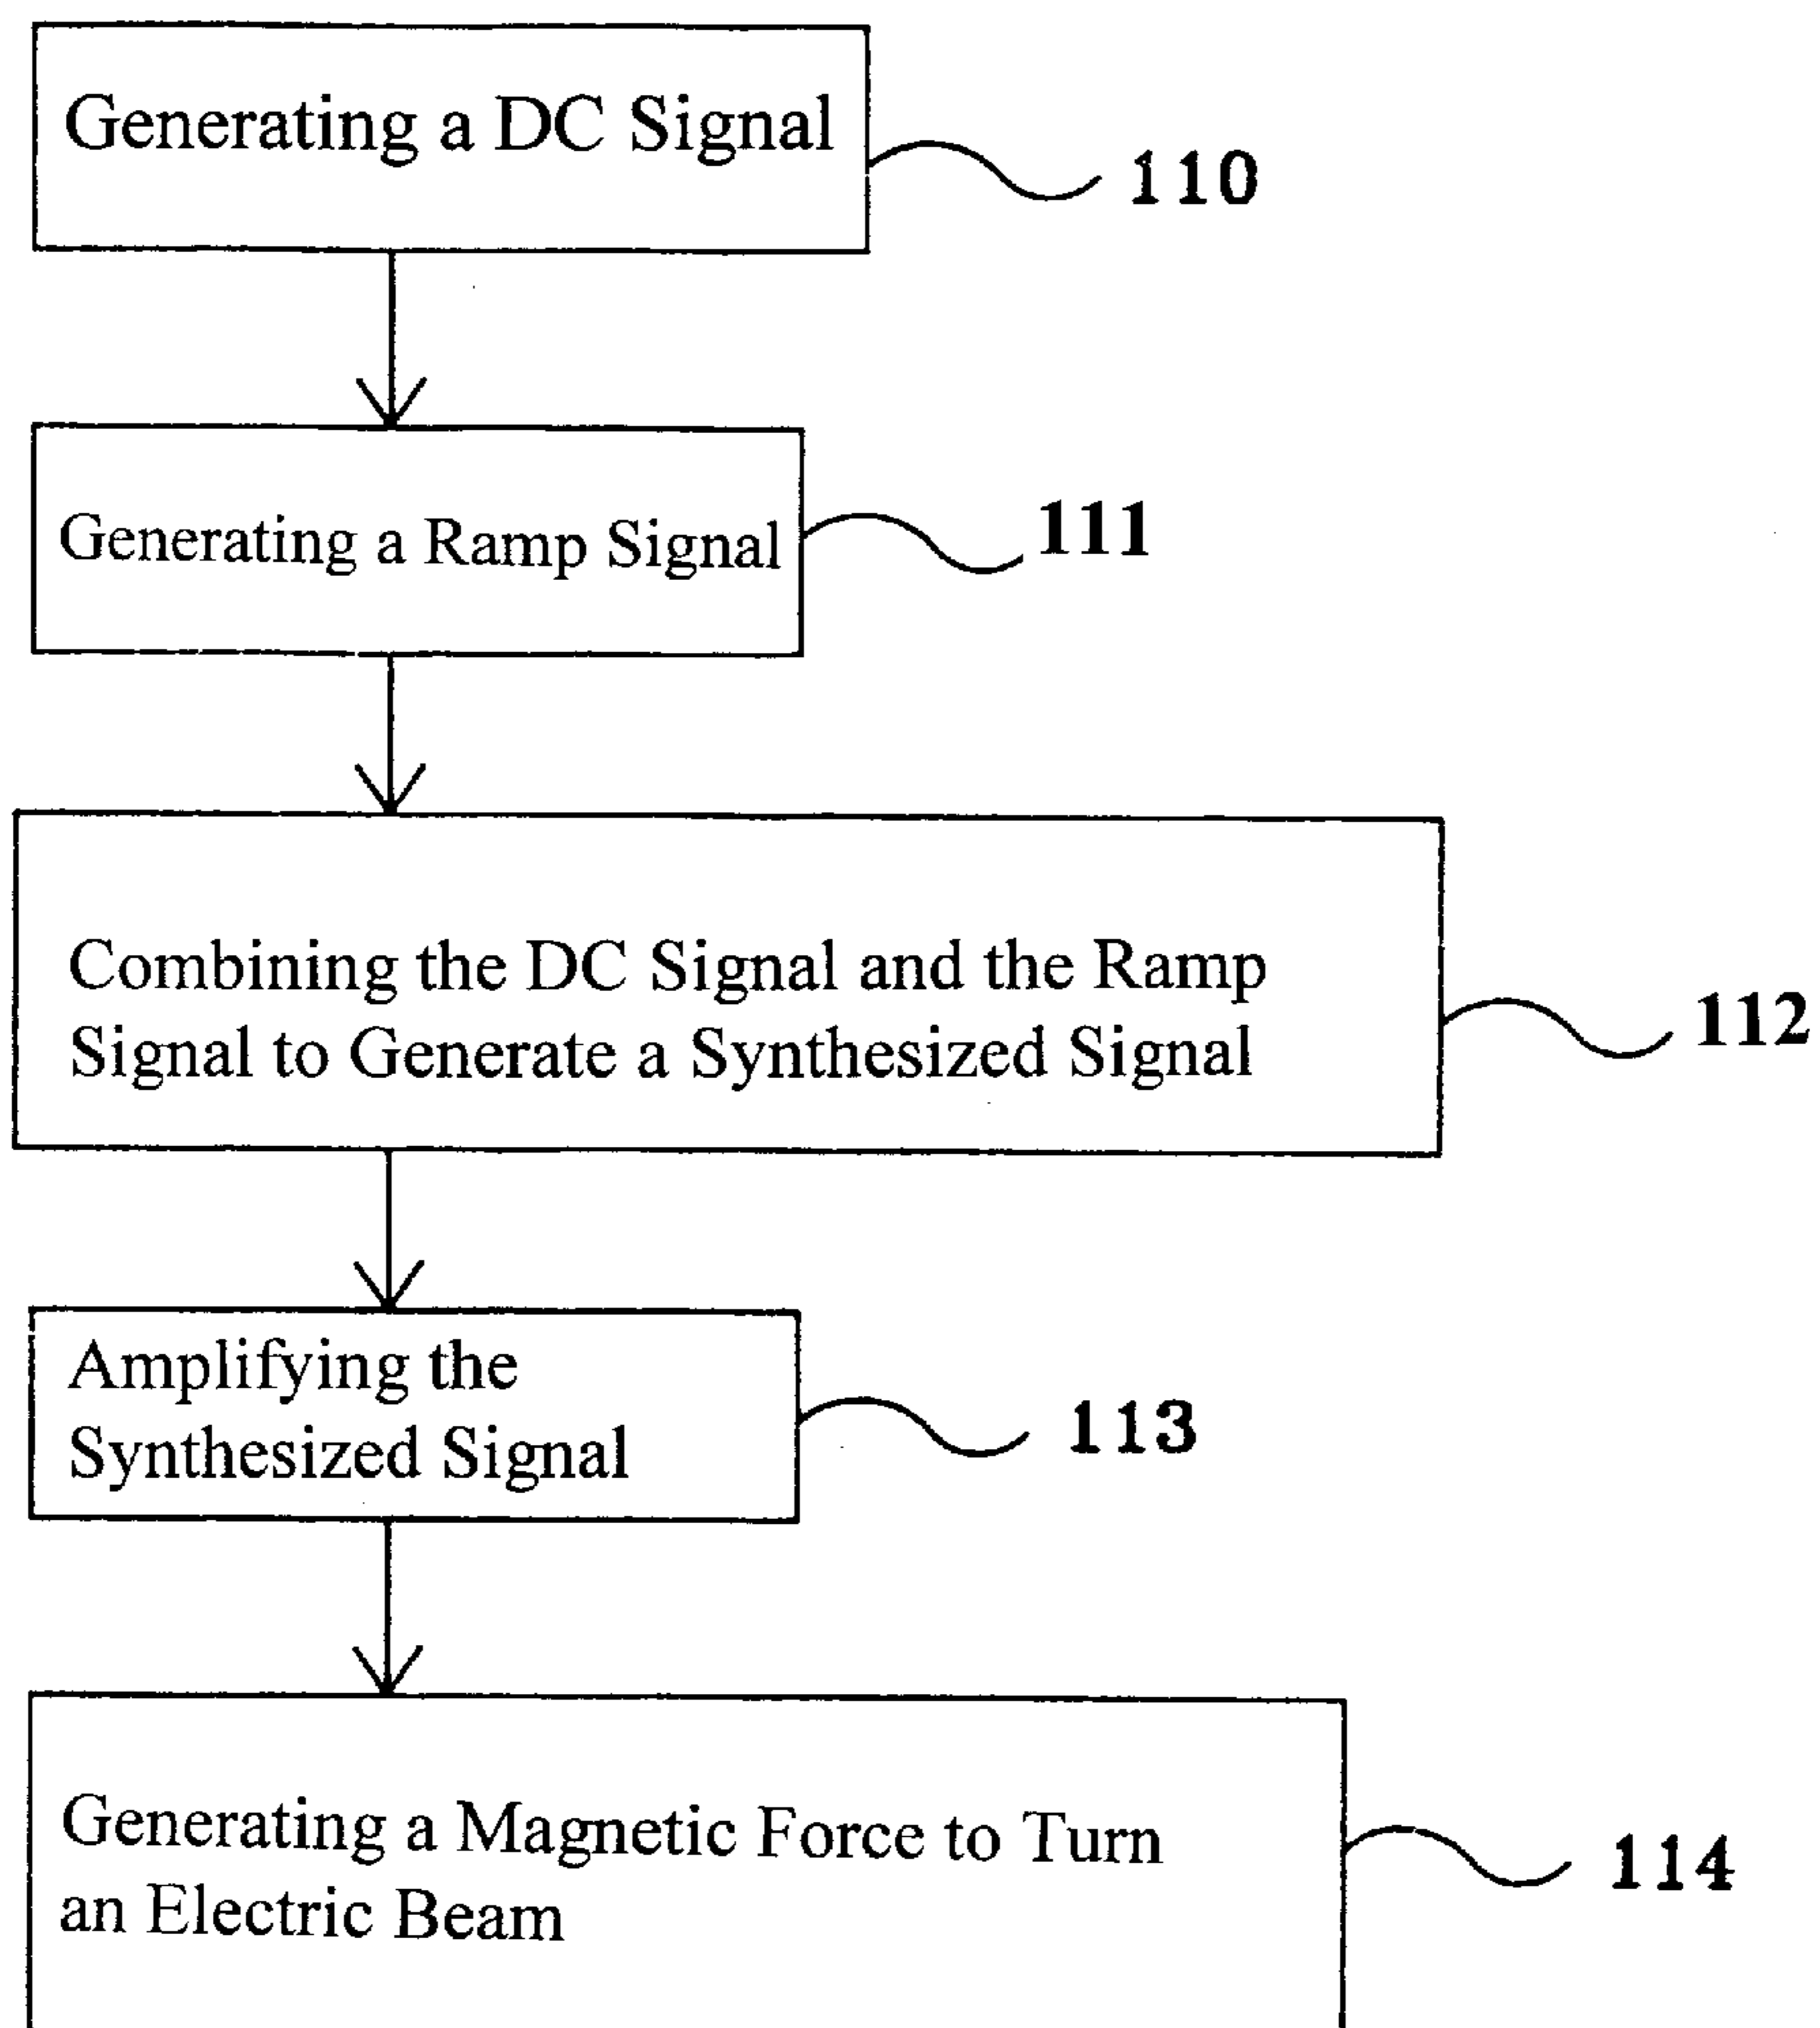 Generating a DC Signal
110
Generating a Ramp Signal
111
Combining the DC Signal and the Ramp
Signal to Generate a Synthesized Signal
112
Amplifying the
Synthesized Signal
113
Generating a Magnetic Force to Turn
an Electric Beam
114